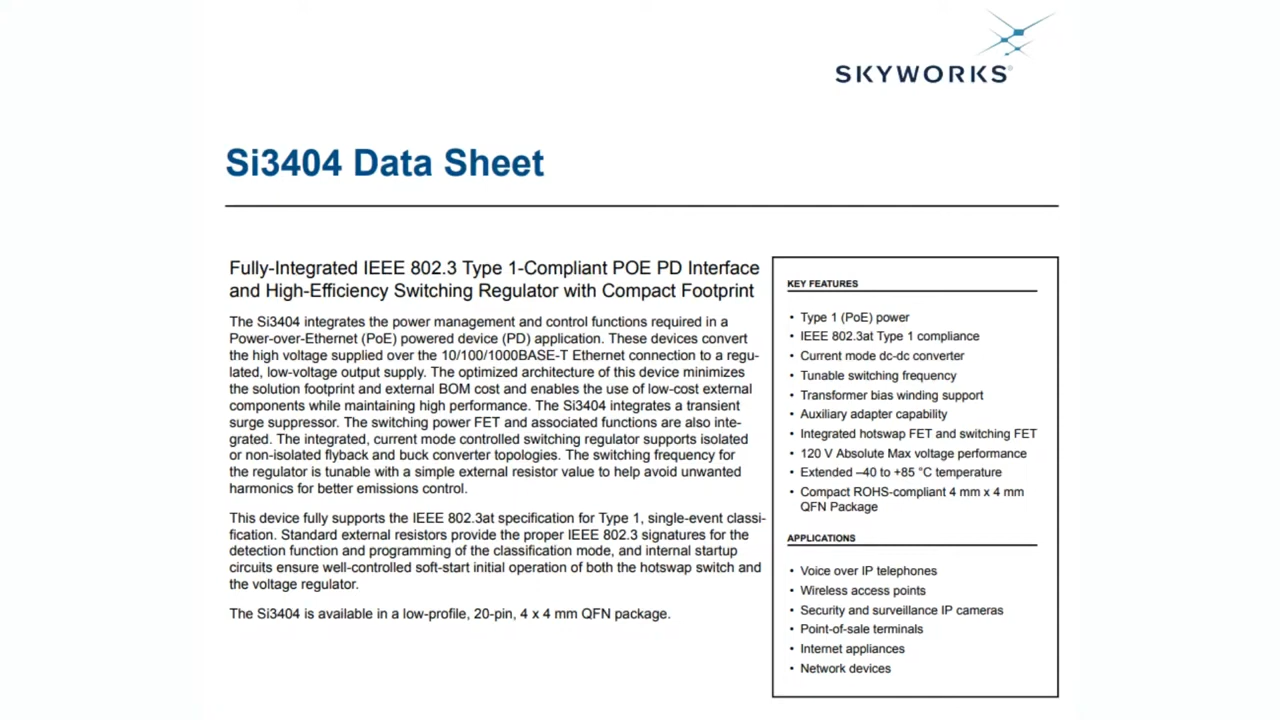 SKYWORKS®
Si3404 Data Sheet
Fully-Integrated IEEE 802.3 Type 1-Compliant POE PD Interface
and High-Efficiency Switching Regulator with Compact Footprint
The Si3404 integrates the power management and control functions required in a
Power-over-Ethernet (PoE) powered device (PD) application. These devices convert
the high voltage supplied over the 10/100/1000BASE-T Ethernet connection to a regu-
lated, low-voltage output supply. The optimized architecture of this device minimizes
the solution footprint and external BOM cost and enables the use of low-cost external
components while maintaining high performance. The Si3404 integrates a transient
surge suppressor. The switching power FET and associated functions are also inte-
grated. The integrated, current mode controlled switching regulator supports isolated
or non-isolated flyback and buck converter topologies. The switching frequency for
the regulator is tunable with a simple external resistor value to help avoid unwanted
harmonics for better emissions control.
This device fully supports the IEEE 802.3at specification for Type 1, single-event classi-
fication. Standard external resistors provide the proper IEEE 802.3 signatures for the
detection function and programming of the classification mode, and internal startup
circuits ensure well-controlled soft-start initial operation of both the hotswap switch and
the voltage regulator.
The Si3404 is available in a low-profile, 20-pin, 4 x 4 mm QFN package.
KEY FEATURES
• Type 1 (PoE) power
• IEEE 802.3at Type 1 compliance
• Current mode dc-dc converter
• Tunable switching frequency
• Transformer bias winding support
• Auxiliary adapter capability
• Integrated hotswap FET and switching FET
• 120 V Absolute Max voltage performance
• Extended –40 to +85 °C temperature
• Compact ROHS-compliant 4 mm x 4 mm
QFN Package
APPLICATIONS
• Voice over IP telephones
• Wireless access points
• Security and surveillance IP cameras
• Point-of-sale terminals
• Internet appliances
• Network devices